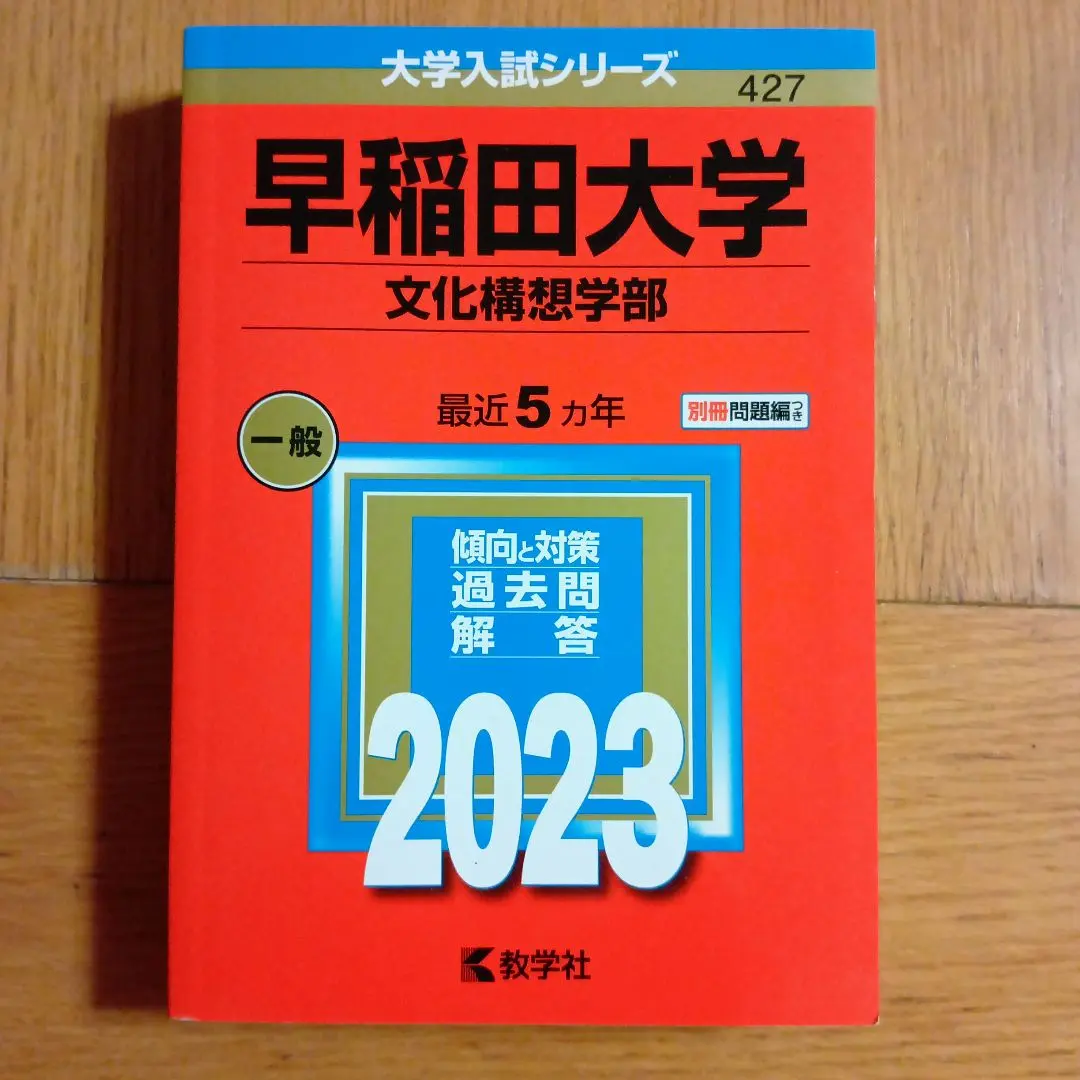 大学入試シリーズ
427
早稲田大学
文化構想学部
最近5ヵ年
別冊問題編つき
一般
傾向と対策
過去問
解答
2023
教学社